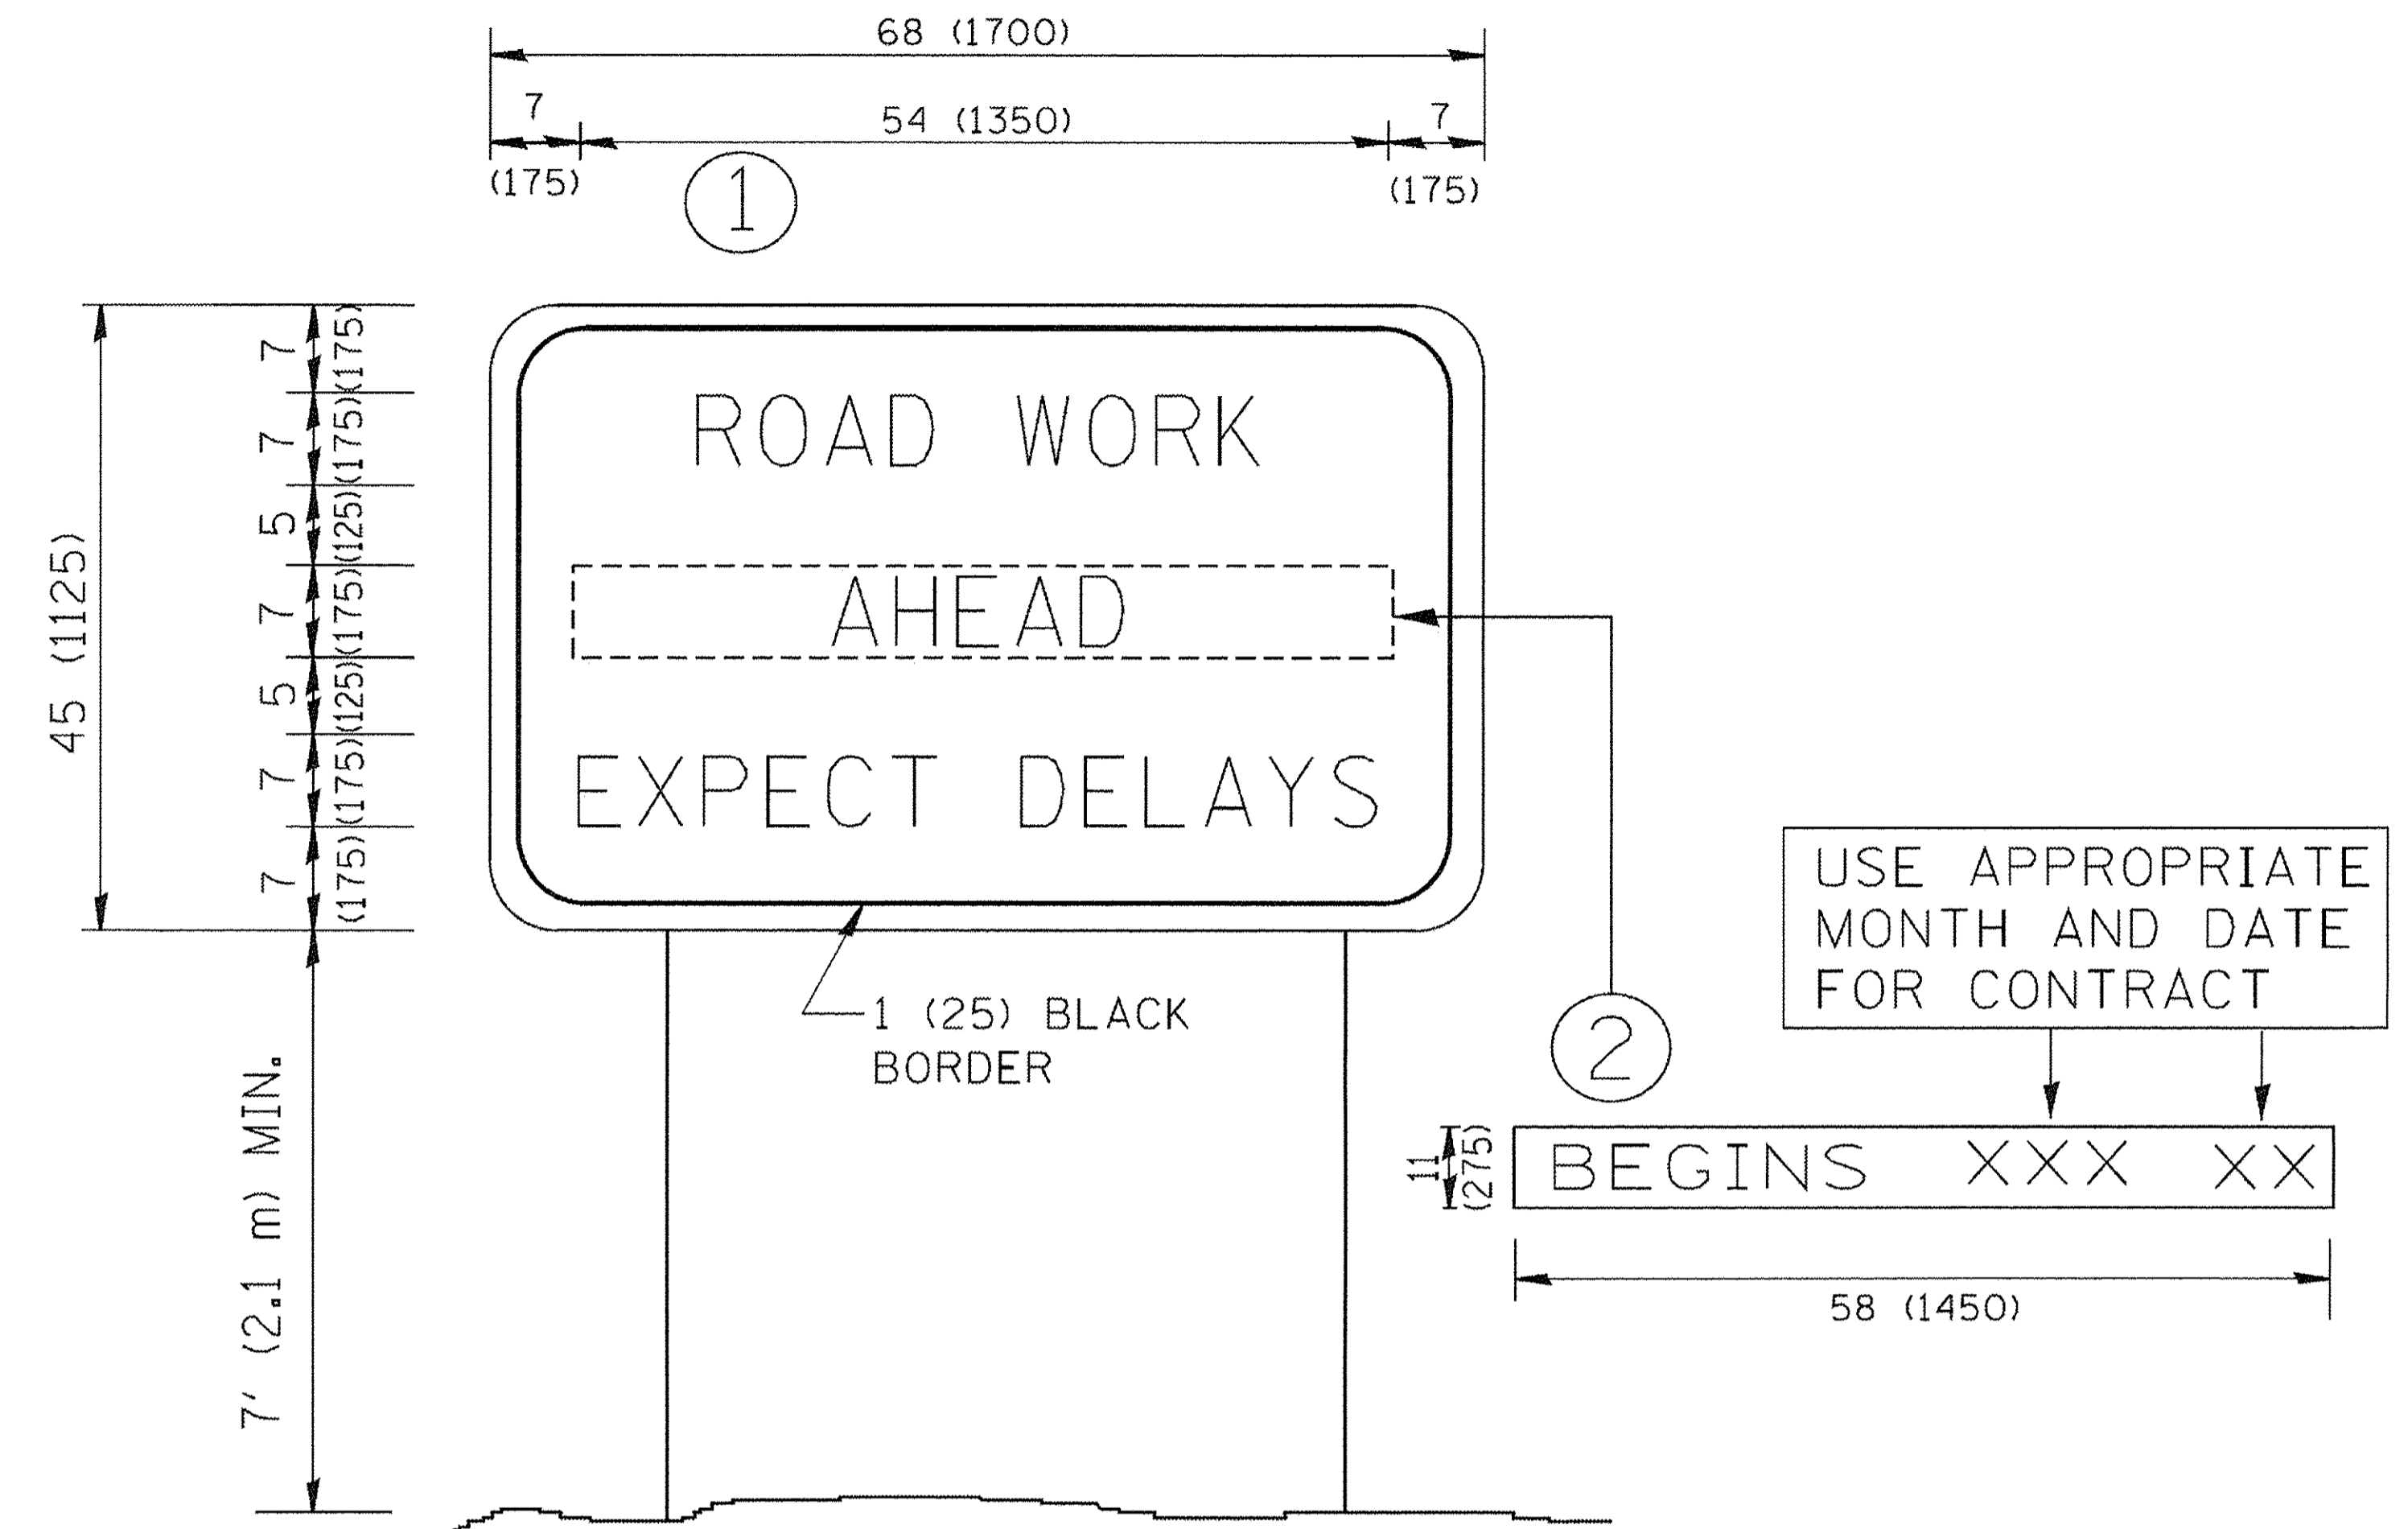 68 (1700)
7
54 (1350)
7
(175)
(175)
1
45 (1125)
7 (175)
7 (175)
5 (125)
7 (175)
5 (125)
7 (175)
7 (175)
7' (2.1 m) MIN.
ROAD WORK
AHEAD
EXPECT DELAYS
1 (25) BLACK
BORDER
USE APPROPRIATE
MONTH AND DATE
FOR CONTRACT
2
11
(275)
BEGINS XXX XX
58 (1450)